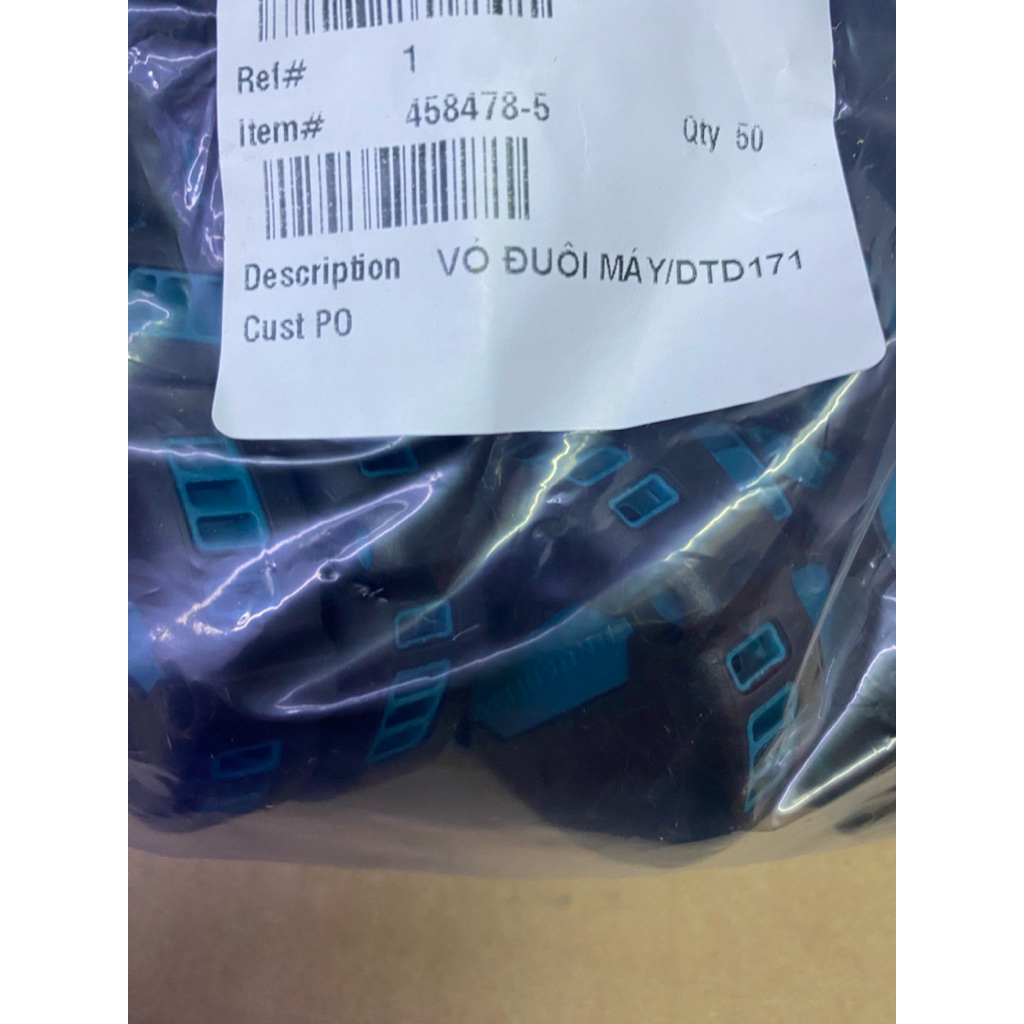 Ref# 1
Item# 458478-5 Qty 50
Description VỎ ĐUÔI MÁY/DTD171
Cust PO